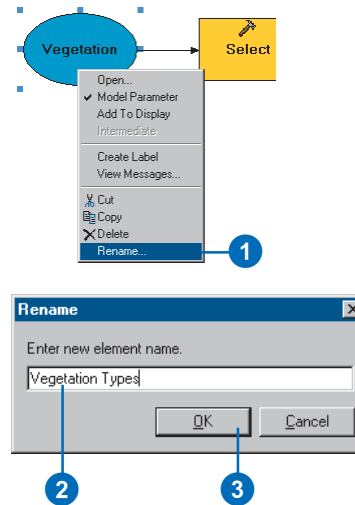 Vegetation
Select
Open...
Model Parameter
Add To Display
Intermediate
Create Label
View Messages...
Cut
Copy
Delete
Rename...
1
Rename
Enter new element name.
Vegetation Types
OK
Cancel
2
3